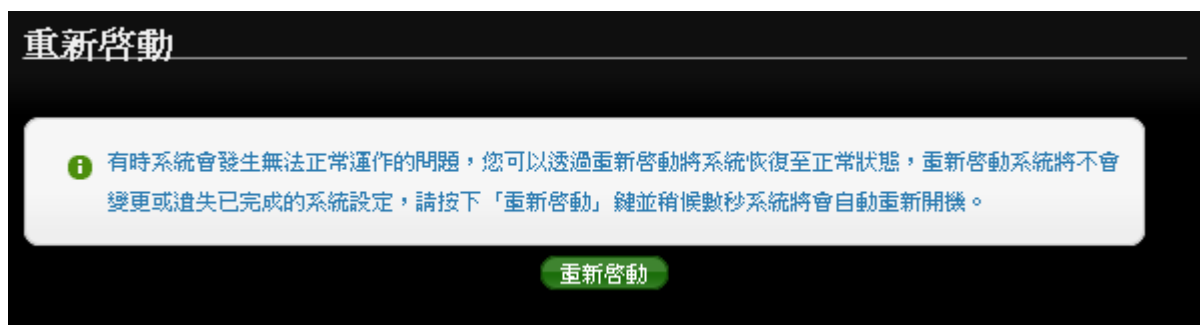 重新啓動
有時系統會發生無法正常運作的問題，您可以透過重新啓動將系統恢復至正常狀態，重新啓動系統將不會
變更或遺失已完成的系統設定，請按下「重新啓動」鍵並稍候數秒系統將會自動重新開機。
重新啓動